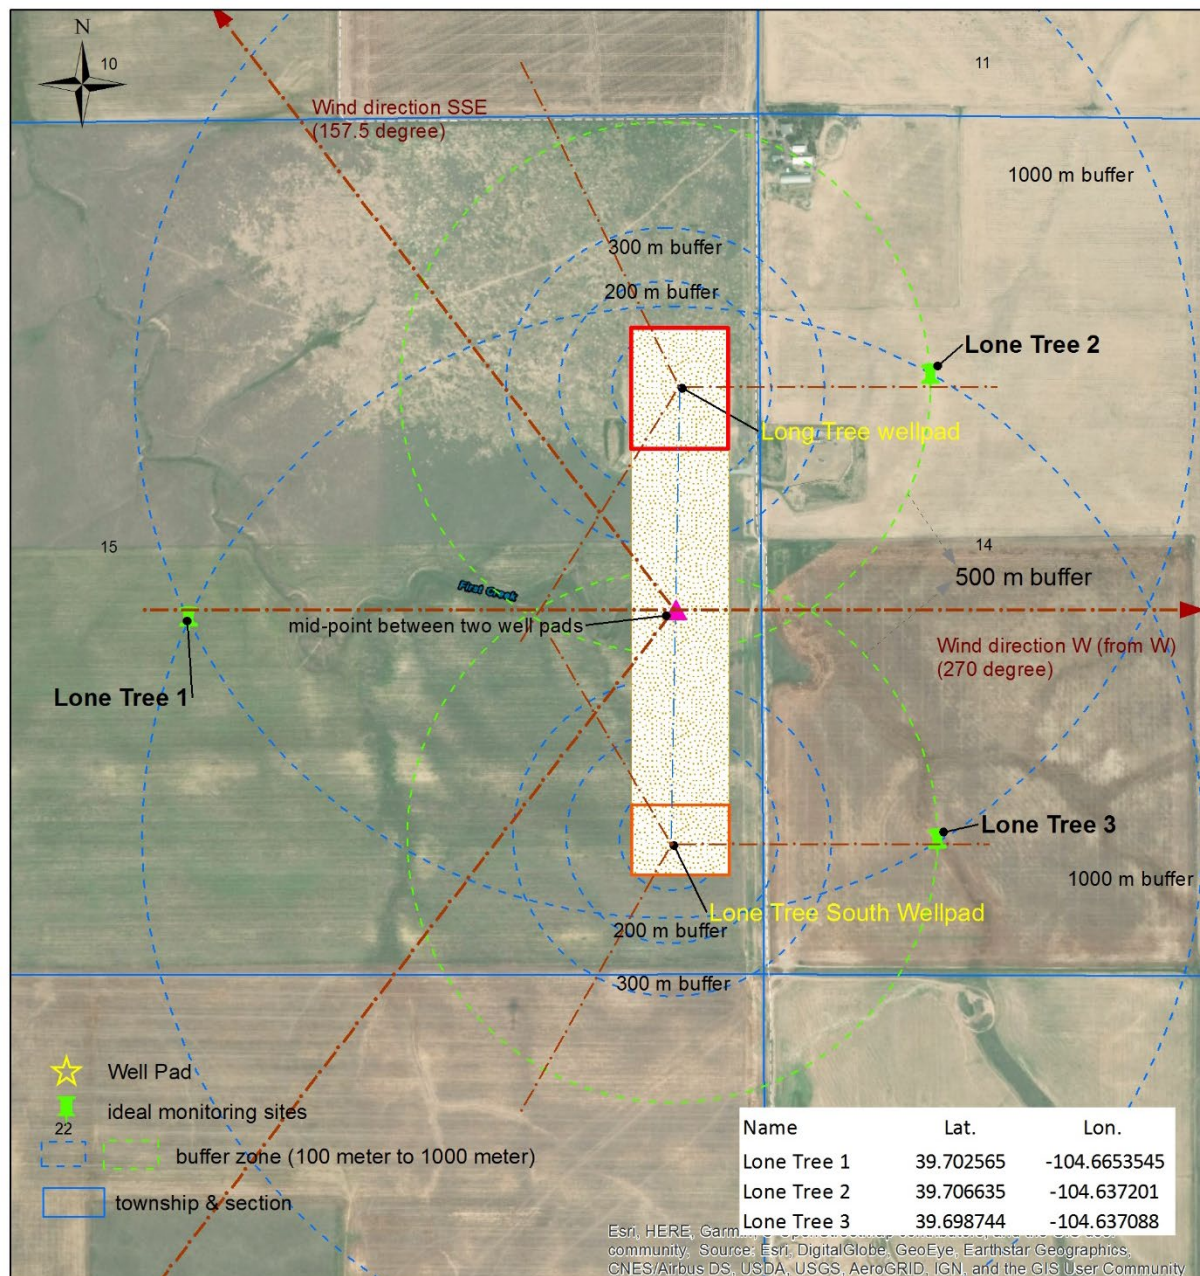 N
10
11
Wind direction SSE
(157.5 degree)
1000 m buffer
300 m buffer
200 m buffer
Lone Tree 2
Long Tree wellpad
15
14
500 m buffer
First Creek
mid-point between two well pads
Wind direction W (from W)
(270 degree)
Lone Tree 1
Lone Tree 3
1000 m buffer
Lone Tree South Wellpad
200 m buffer
300 m buffer
Well Pad
ideal monitoring sites
22
buffer zone (100 meter to 1000 meter)
township & section
Name Lat. Lon.
Lone Tree 1 39.702565 -104.6653545
Lone Tree 2 39.706635 -104.637201
Lone Tree 3 39.698744 -104.637088
Esri, HERE, Garm
community, Source: Esri, DigitalGlobe, GeoEye, Earthstar Geographics,
CNES/Airbus DS, USDA, USGS, AeroGRID, IGN, and the GIS User Community